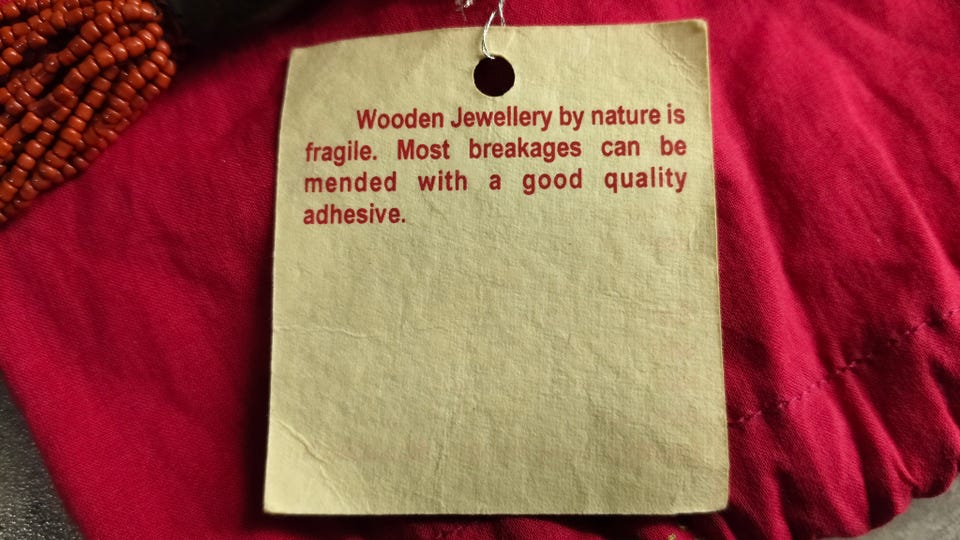 Wooden Jewellery by nature is
fragile. Most breakages can be
mended with a good quality
adhesive.